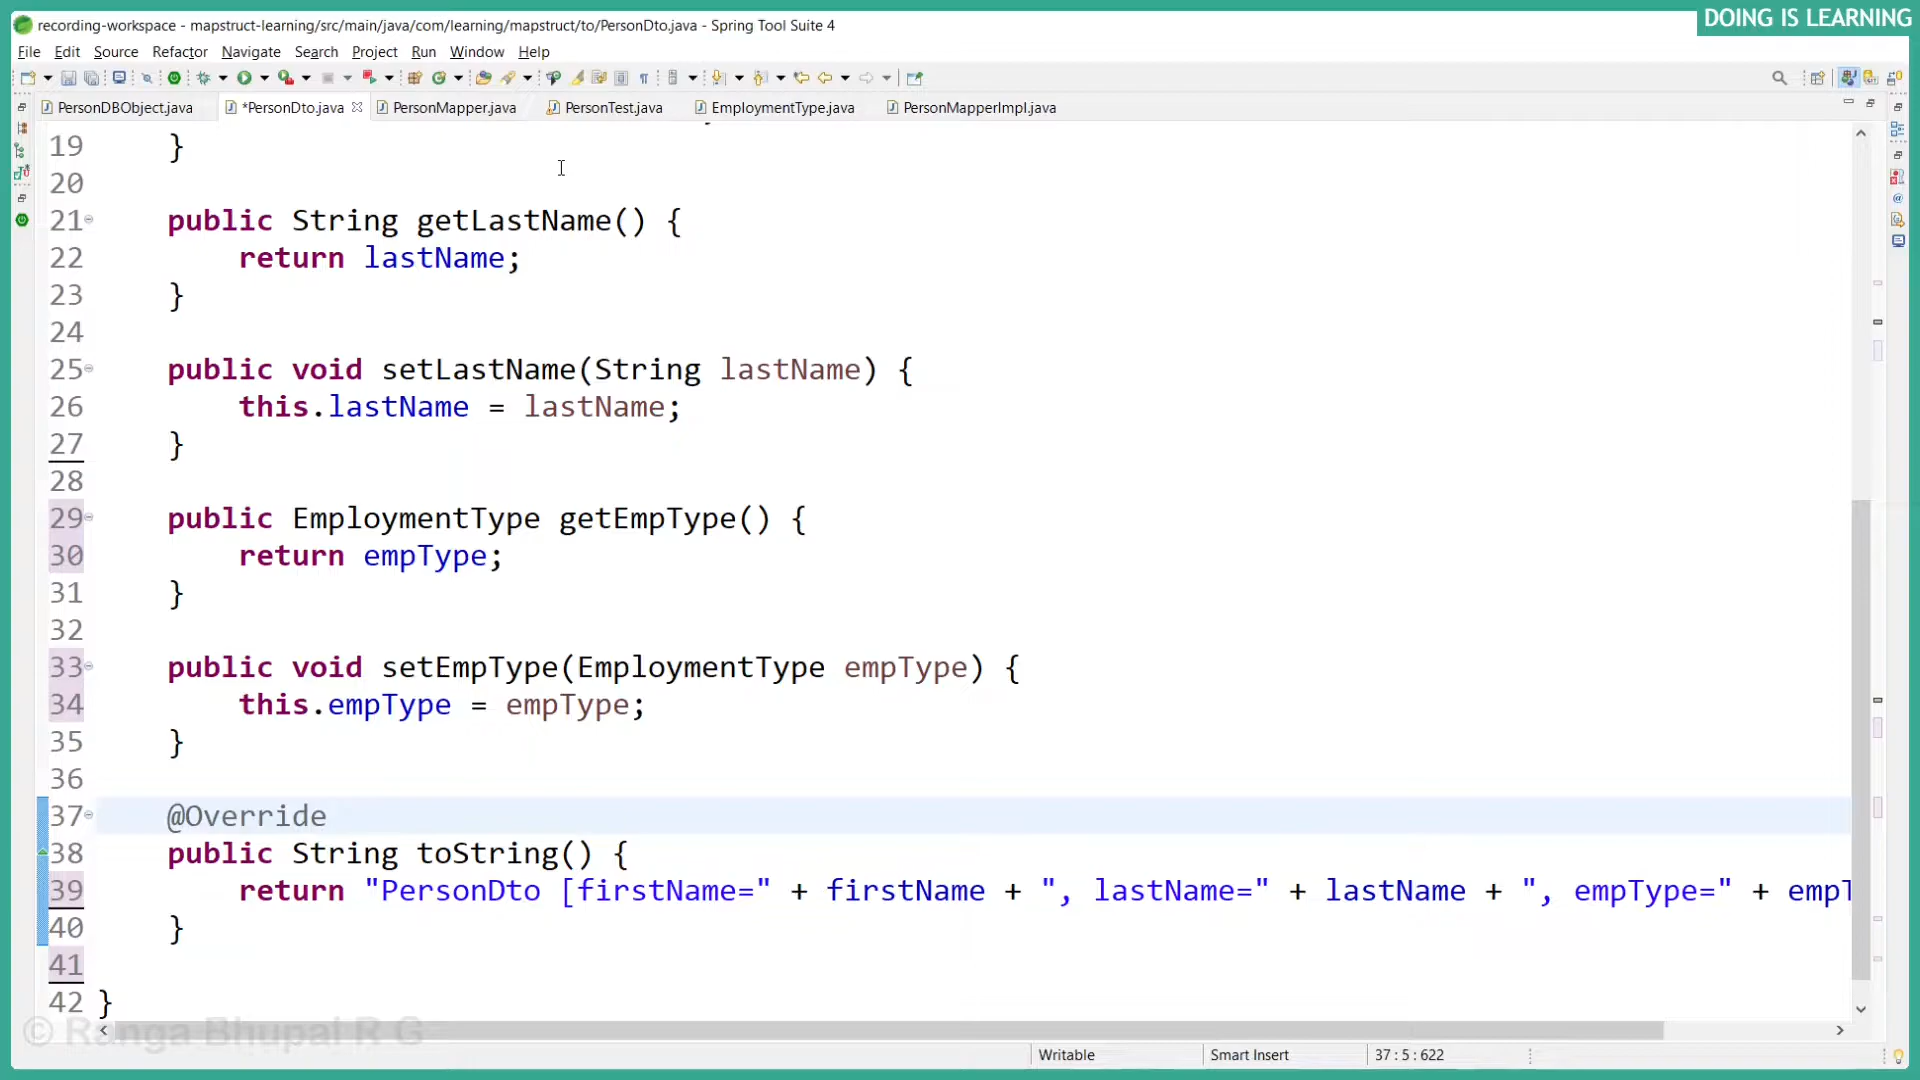 recording-workspace - mapstruct-learning/src/main/java/com/learning/mapstruct/to/PersonDto.java - Spring Tool Suite 4
DOING IS LEARNING
File Edit Source Refactor Navigate Search Project Run Window Help
PersonDBObject.java *PersonDto.java PersonMapper.java PersonTest.java EmploymentType.java PersonMapperImpl.java
19 }
20
21 public String getLastName() {
22 return lastName;
23 }
24
25 public void setLastName(String lastName) {
26 this.lastName = lastName;
27 }
28
29 public EmploymentType getEmpType() {
30 return empType;
31 }
32
33 public void setEmpType(EmploymentType empType) {
34 this.empType = empType;
35 }
36
37 @Override
38 public String toString() {
39 return "PersonDto [firstName=" + firstName + ", lastName=" + lastName + ", empType=" + emp
40 }
41
42 }
© Ranga Bhupal R G
Writable Smart Insert 37 : 5 : 622